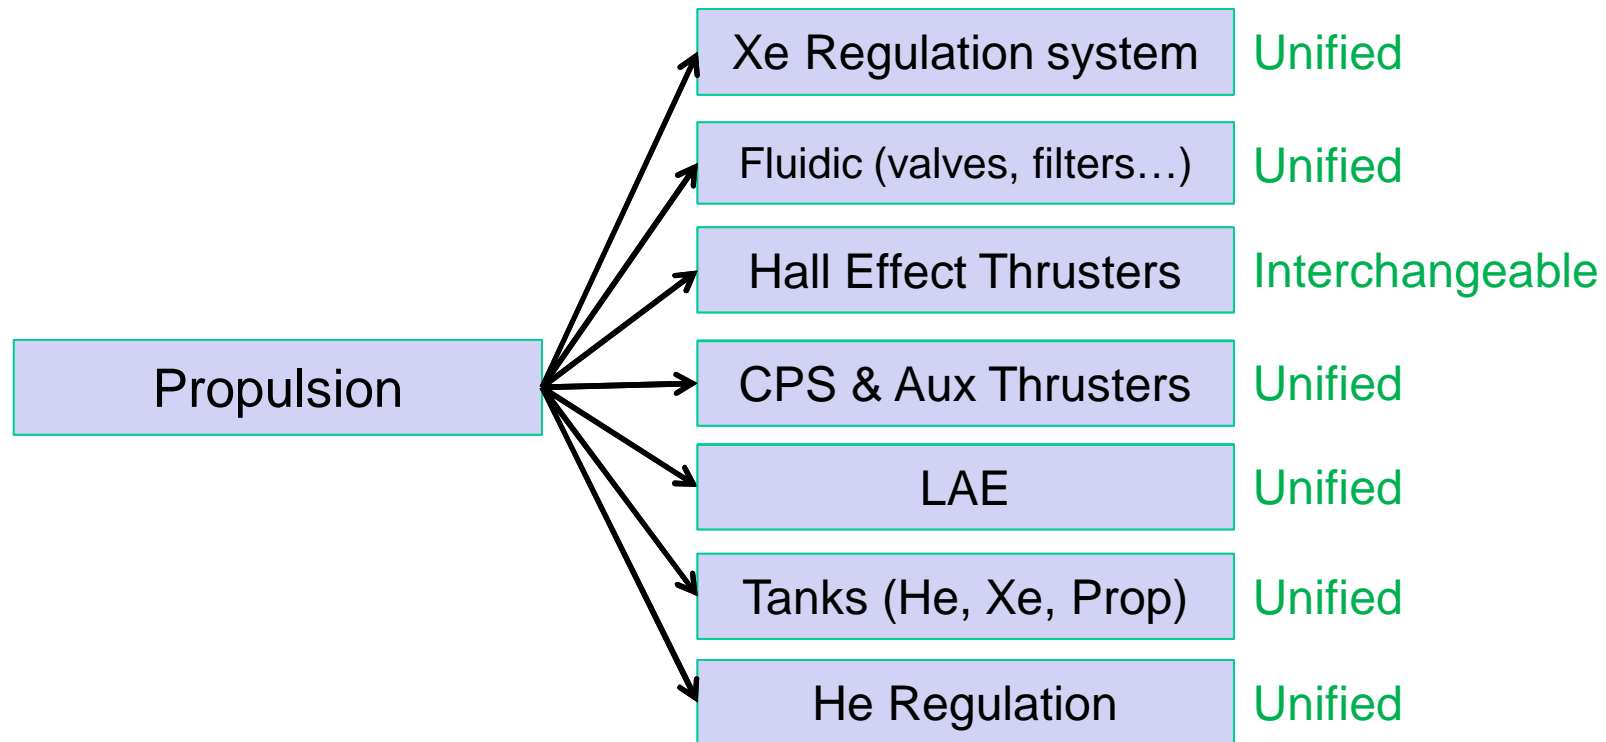 Xe Regulation system Unified
Fluidic (valves, filters…) Unified
Hall Effect Thrusters Interchangeable
Propulsion
CPS & Aux Thrusters Unified
LAE Unified
Tanks (He, Xe, Prop) Unified
He Regulation Unified